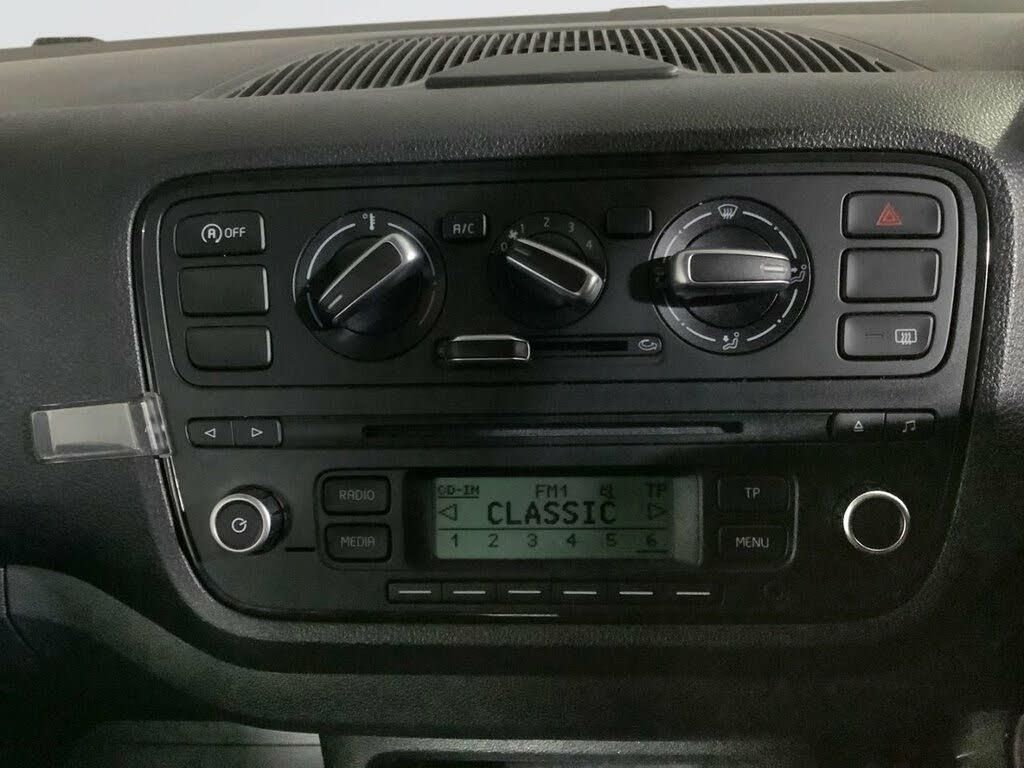 OFF
A/C
0 1 2 3 4
CD-IN FM1 TP
CLASSIC
1 2 3 4 5 6
RADIO
MEDIA
TP
MENU